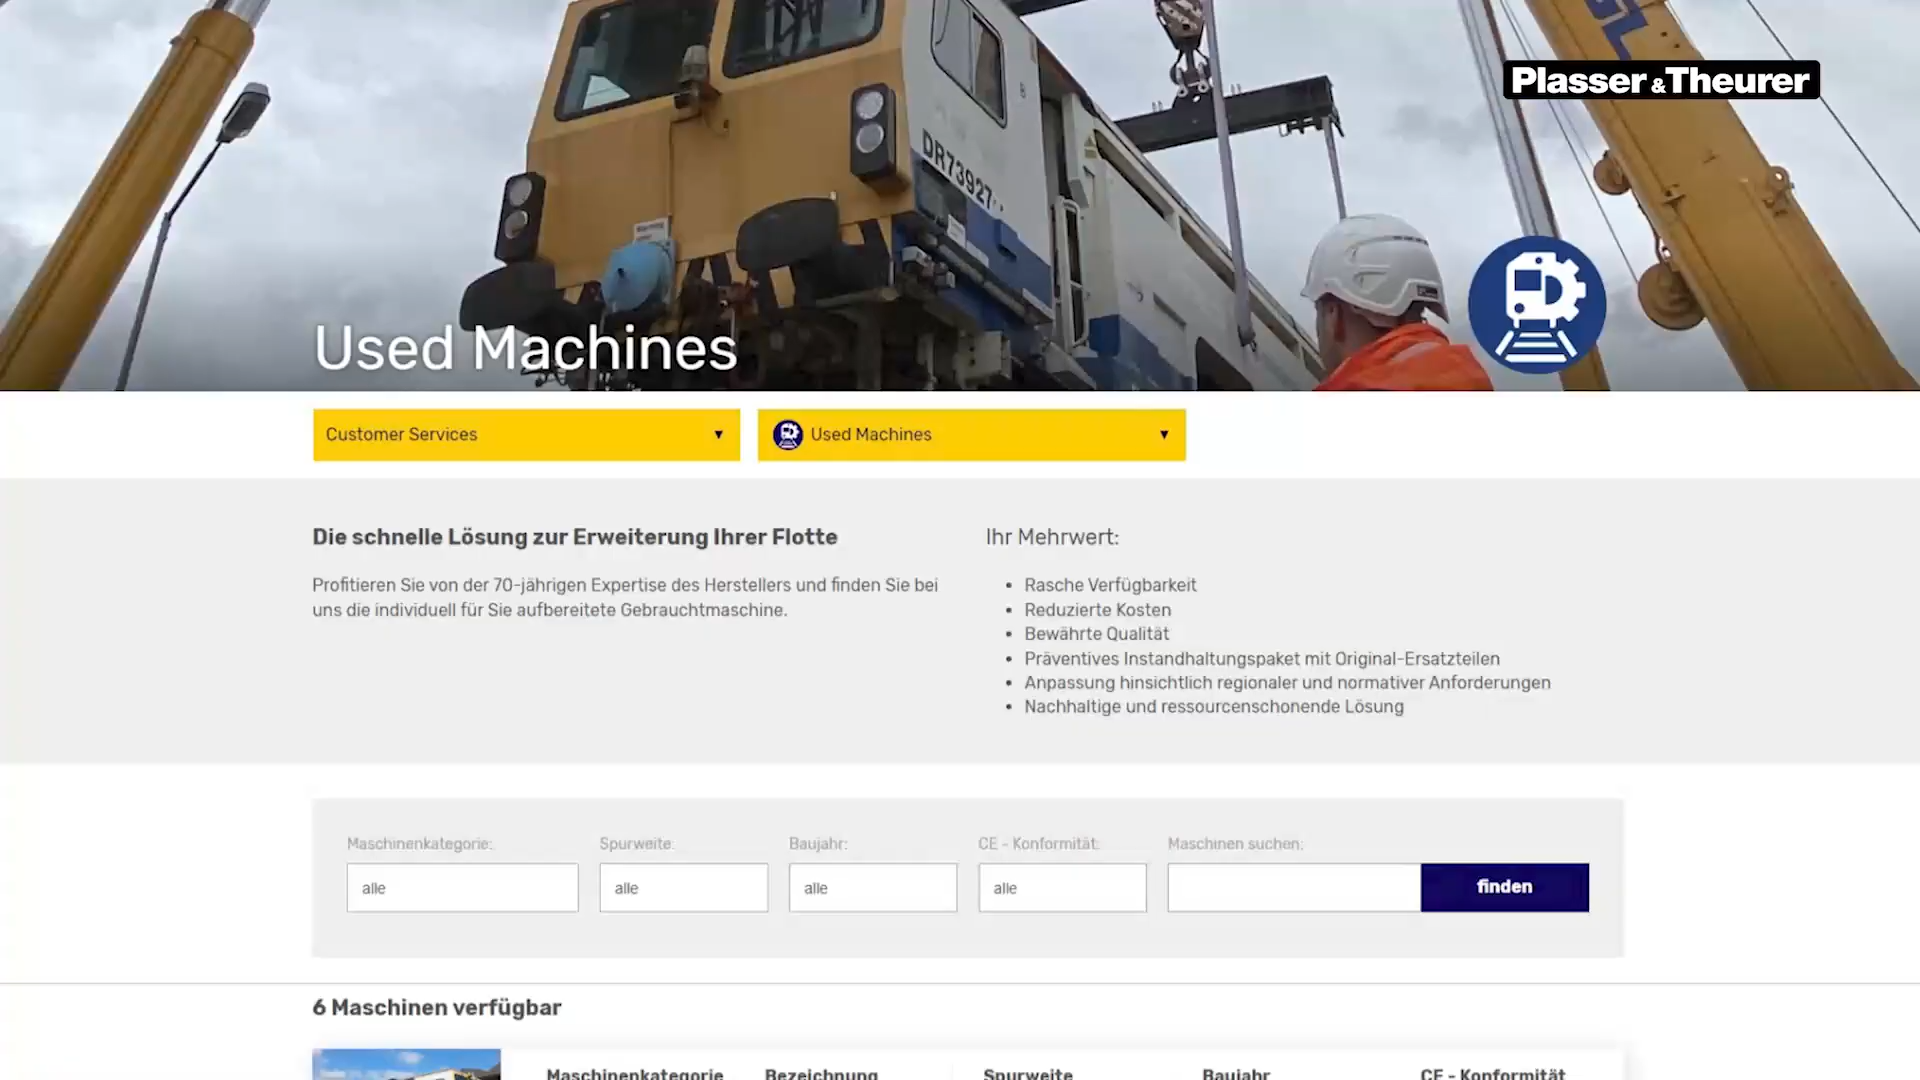 Plasser & Theurer
DR73927
Used Machines
Customer Services
Used Machines
Die schnelle Lösung zur Erweiterung Ihrer Flotte
Profitieren Sie von der 70-jährigen Expertise des Herstellers und finden Sie bei
uns die individuell für Sie aufbereitete Gebrauchtmaschine.
Ihr Mehrwert:
Rasche Verfügbarkeit
Reduzierte Kosten
Bewährte Qualität
Präventives Instandhaltungspaket mit Original-Ersatzteilen
Anpassung hinsichtlich regionaler und normativer Anforderungen
Nachhaltige und ressourcenschonende Lösung
Maschinenkategorie: Spurweite: Baujahr: CE - Konformität: Maschinen suchen:
alle alle alle alle finden
6 Maschinen verfügbar
Maschinenkategorie Bezeichnung Spurweite Baujahr CE - Konformität